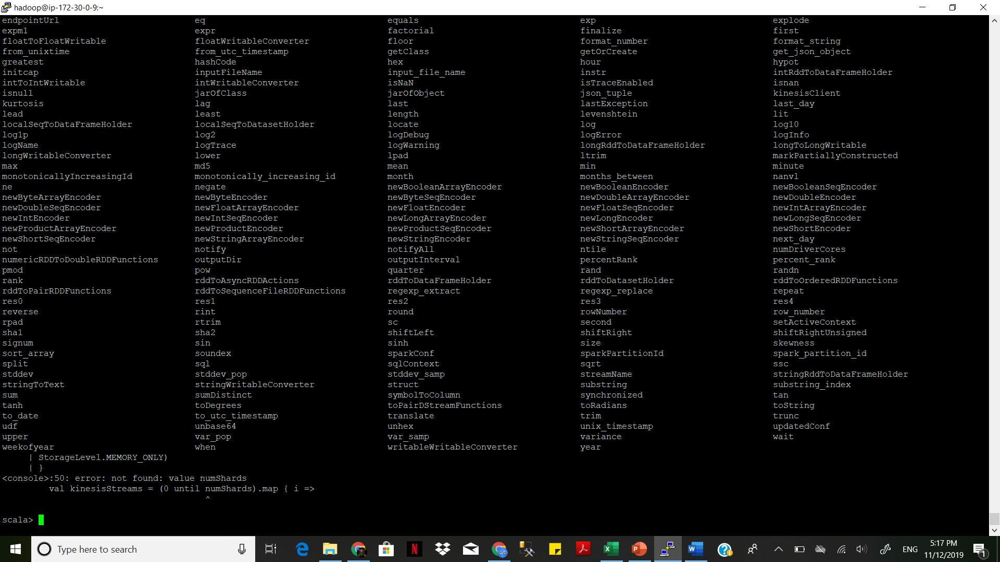 hadoop@ip-172-30-0-9:~
endpointUrl eq equals exp explode
expm1 expr factorial finalize first
floatToFloatWritable floatWritableConverter floor format_number format_string
from_unixtime from_utc_timestamp getClass getOrCreate get_json_object
greatest hashCode hex hour hypot
initcap inputFileName input_file_name instr intRddToDataFrameHolder
intToIntWritable intWritableConverter isNaN isTraceEnabled isnan
isnull jarOfClass jarOfObject json_tuple kinesisClient
kurtosis lag last lastException last_day
lead least length levenshtein lit
localSeqToDataFrameHolder localSeqToDatasetHolder locate log log10
log1p log2 logDebug logError logInfo
logName logTrace logWarning longRddToDataFrameHolder longToLongWritable
longWritableConverter lower lpad ltrim markPartiallyConstructed
max md5 mean min minute
monotonicallyIncreasingId monotonically_increasing_id month months_between nanvl
ne negate newBooleanArrayEncoder newBooleanEncoder newBooleanSeqEncoder
newByteArrayEncoder newByteEncoder newByteSeqEncoder newDoubleArrayEncoder newDoubleEncoder
newDoubleSeqEncoder newFloatArrayEncoder newFloatEncoder newFloatSeqEncoder newIntArrayEncoder
newIntEncoder newIntSeqEncoder newLongArrayEncoder newLongEncoder newLongSeqEncoder
newProductArrayEncoder newProductEncoder newProductSeqEncoder newShortArrayEncoder newShortEncoder
newShortSeqEncoder newStringArrayEncoder newStringEncoder newStringSeqEncoder next_day
not notify notifyAll ntile numDriverCores
numericRDDToDoubleRDDFunctions outputDir outputInterval percentRank percent_rank
pmod pow quarter rand randn
rank rddToAsyncRDDActions rddToDataFrameHolder rddToDatasetHolder rddToOrderedRDDFunctions
rddToPairRDDFunctions rddToSequenceFileRDDFunctions regexp_extract regexp_replace repeat
res0 res1 res2 res3 res4
reverse rint round rowNumber row_number
rpad rtrim sc second setActiveContext
sha1 sha2 shiftLeft shiftRight shiftRightUnsigned
signum sin sinh size skewness
sort_array soundex sparkConf sparkPartitionId spark_partition_id
split sql sqlContext sqrt ssc
stddev stddev_pop stddev_samp streamName stringRddToDataFrameHolder
stringToText stringWritableConverter struct substring substring_index
sum sumDistinct symbolToColumn synchronized tan
tanh toDegrees toPairDStreamFunctions toRadians toString
to_date to_utc_timestamp translate trim trunc
udf unbase64 unhex unix_timestamp updatedConf
upper var_pop var_samp variance wait
weekofyear when writableWritableConverter year
| StorageLevel.MEMORY_ONLY)
| }
<console>:50: error: not found: value numShards
val kinesisStreams = (0 until numShards).map { i =>
^
scala>
Type here to search
ENG
5:17 PM
11/12/2019
1